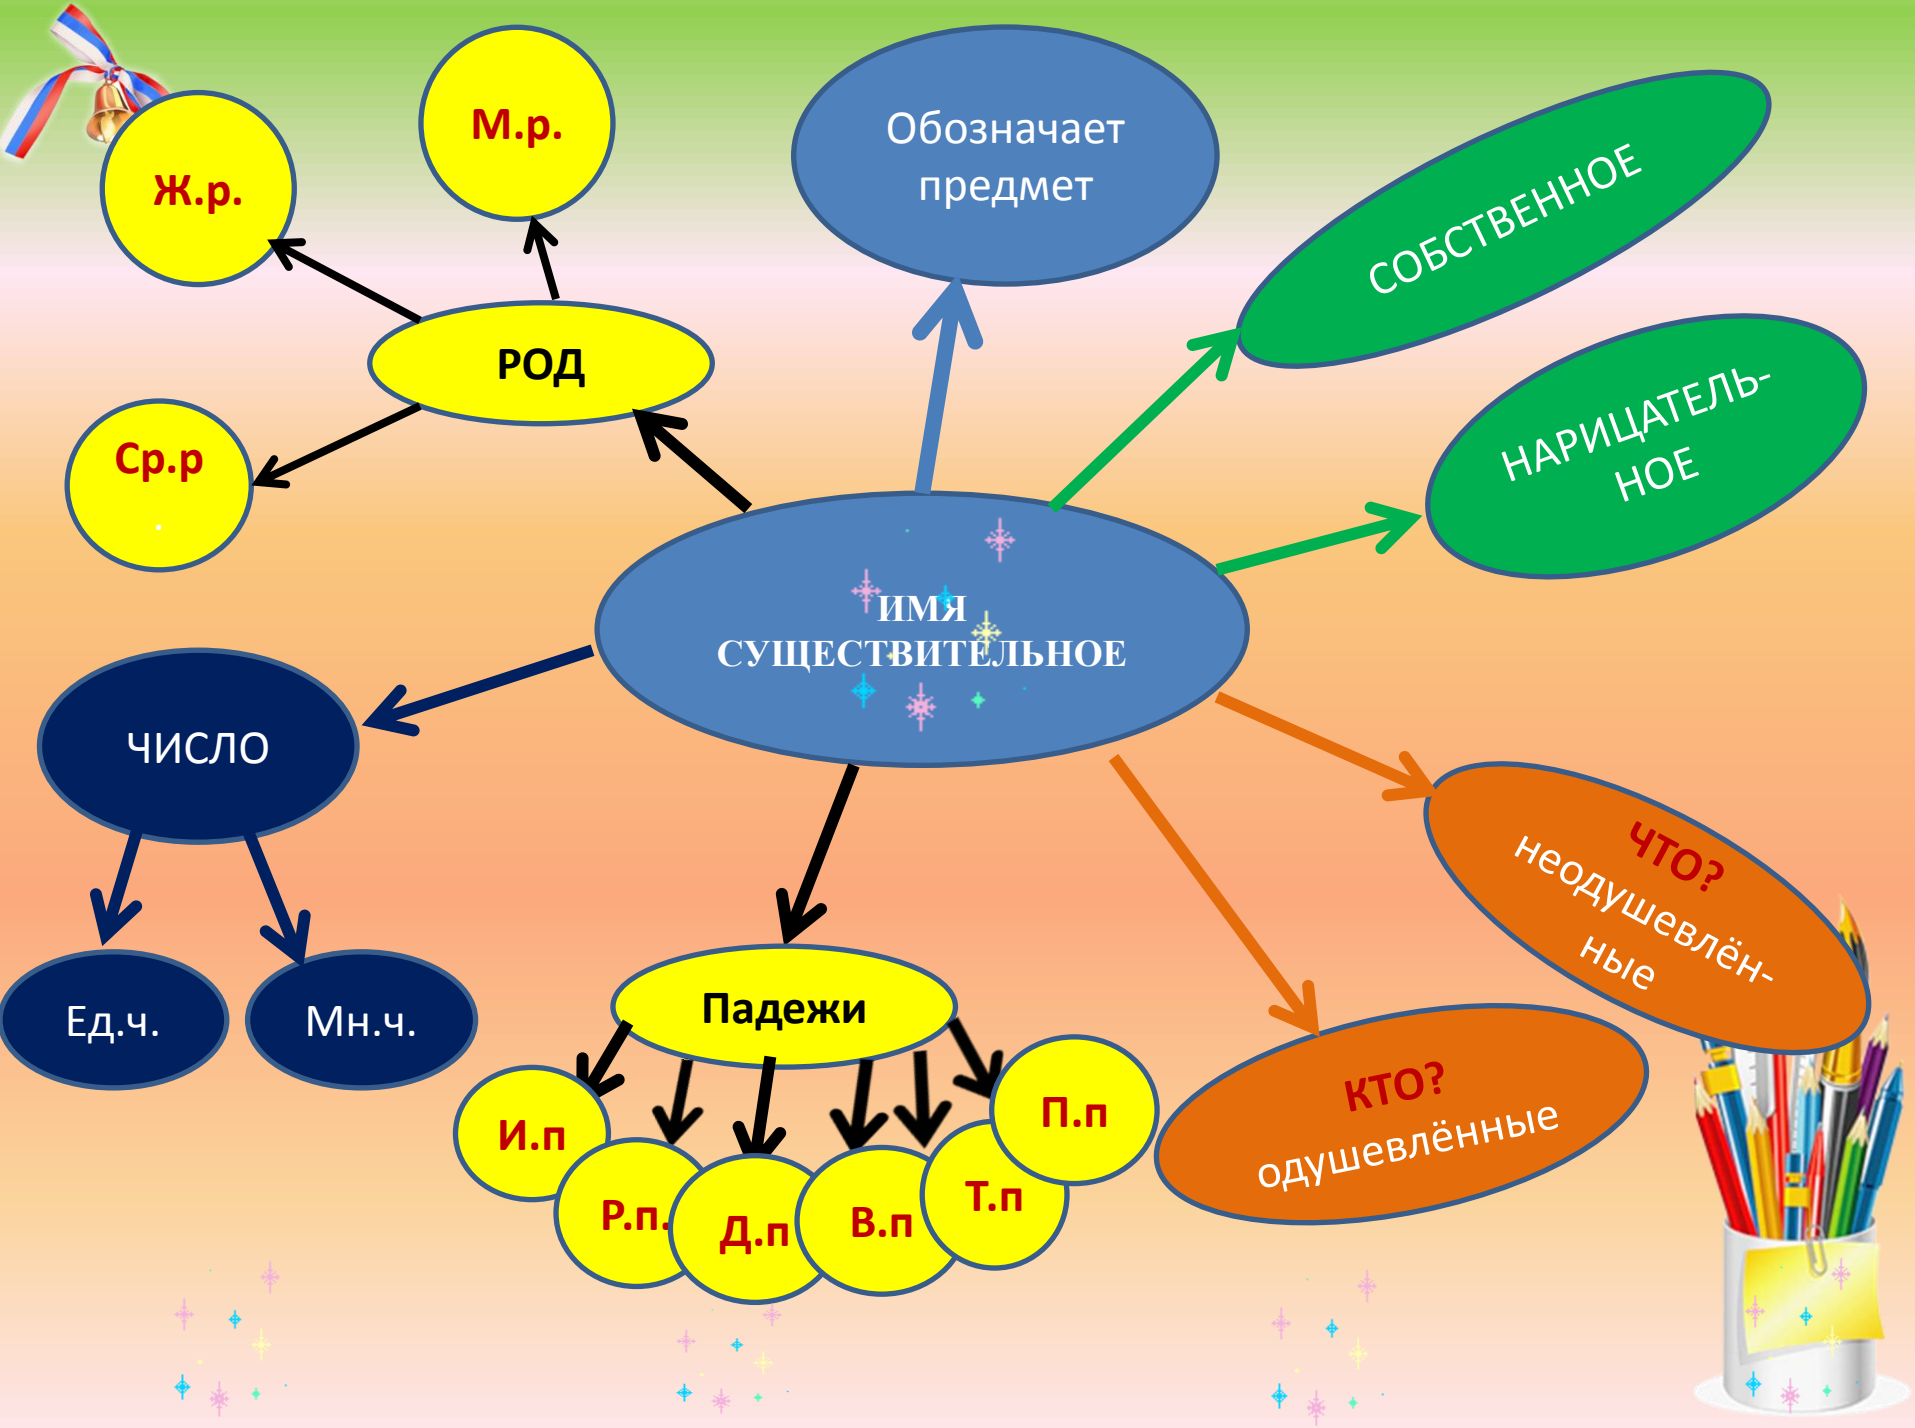 М.р.
Ж.р.
РОД
Ср.р
.
Обозначает
предмет
СОБСТВЕННОЕ
НАРИЦАТЕЛЬ-
НОЕ
ИМЯ
СУЩЕСТВИТЕЛЬНОЕ
ЧИСЛО
Ед.ч.
Мн.ч.
Падежи
И.п
Р.п.
Д.п
В.п
Т.п
П.п
ЧТО?
неодушевлён-
ные
КТО?
одушевлённые